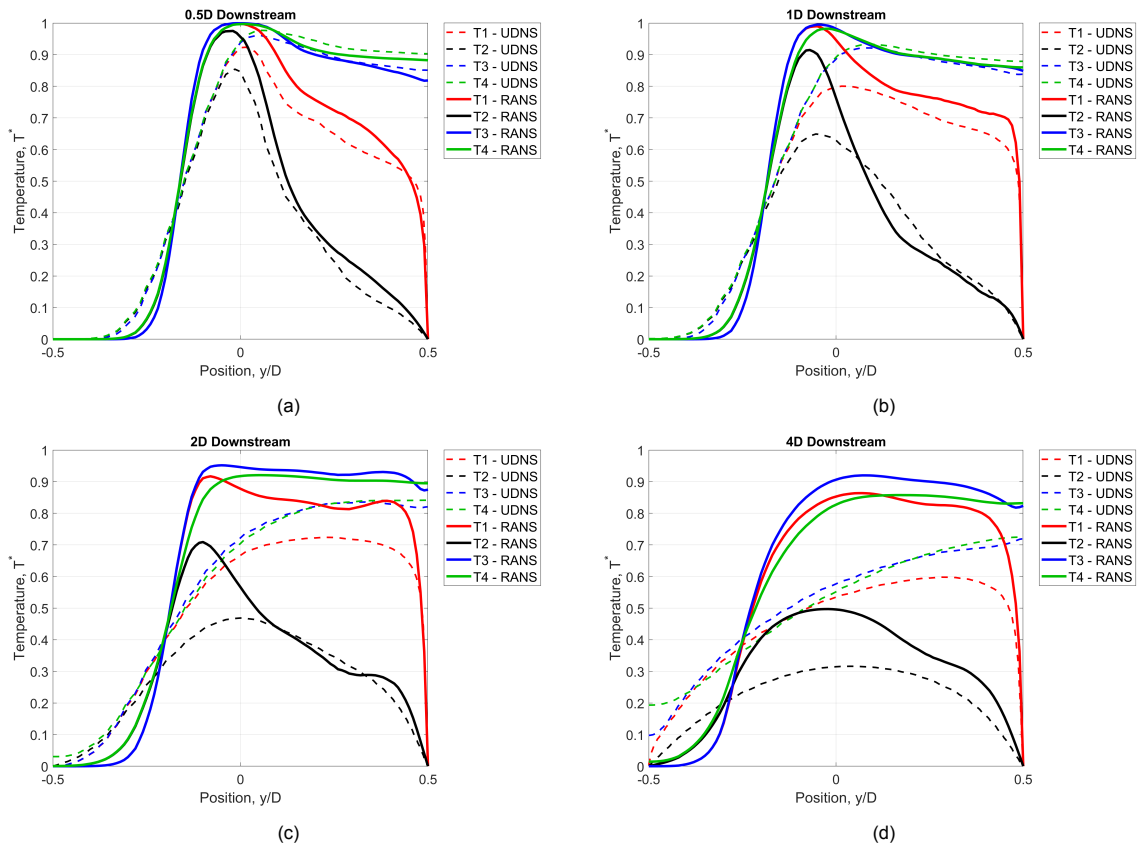 0.5D Downstream
Temperature, T*
1
0.9
0.8
0.7
0.6
0.5
0.4
0.3
0.2
0.1
0
-0.5
0
0.5
Position, y/D
T1 - UDNS
T2 - UDNS
T3 - UDNS
T4 - UDNS
T1 - RANS
T2 - RANS
T3 - RANS
T4 - RANS
(a)
1D Downstream
Temperature, T*
1
0.9
0.8
0.7
0.6
0.5
0.4
0.3
0.2
0.1
0
-0.5
0
0.5
Position, y/D
T1 - UDNS
T2 - UDNS
T3 - UDNS
T4 - UDNS
T1 - RANS
T2 - RANS
T3 - RANS
T4 - RANS
(b)
2D Downstream
Temperature, T*
1
0.9
0.8
0.7
0.6
0.5
0.4
0.3
0.2
0.1
0
-0.5
0
0.5
Position, y/D
T1 - UDNS
T2 - UDNS
T3 - UDNS
T4 - UDNS
T1 - RANS
T2 - RANS
T3 - RANS
T4 - RANS
(c)
4D Downstream
Temperature, T*
1
0.9
0.8
0.7
0.6
0.5
0.4
0.3
0.2
0.1
0
-0.5
0
0.5
Position, y/D
T1 - UDNS
T2 - UDNS
T3 - UDNS
T4 - UDNS
T1 - RANS
T2 - RANS
T3 - RANS
T4 - RANS
(d)